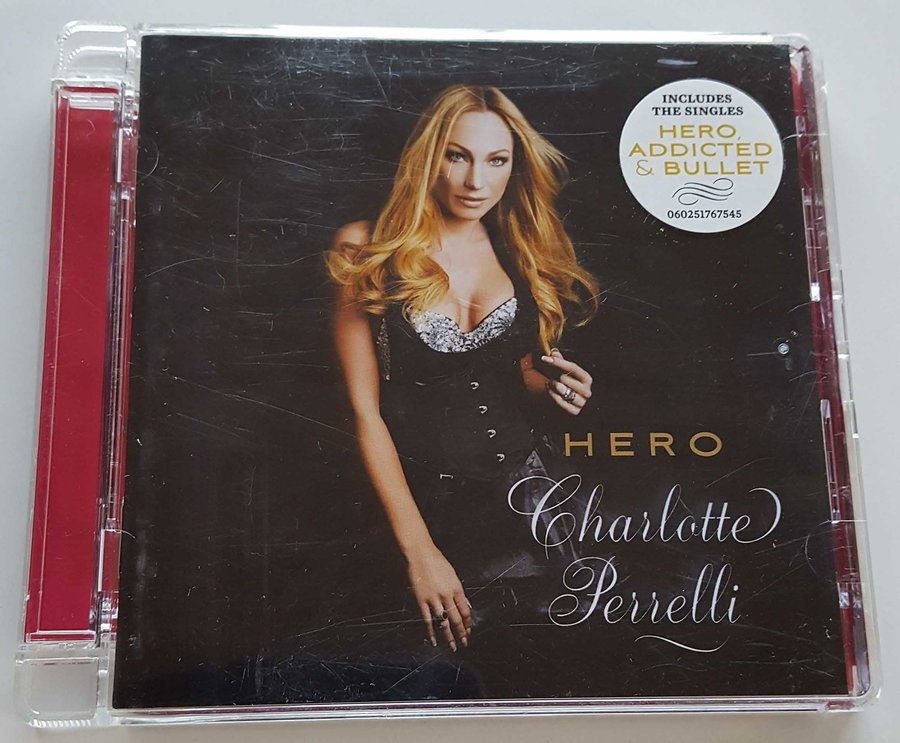 INCLUDES
THE SINGLES
HERO,
ADDICTED
& BULLET
060251767545
HERO
Charlotte
Perrelli